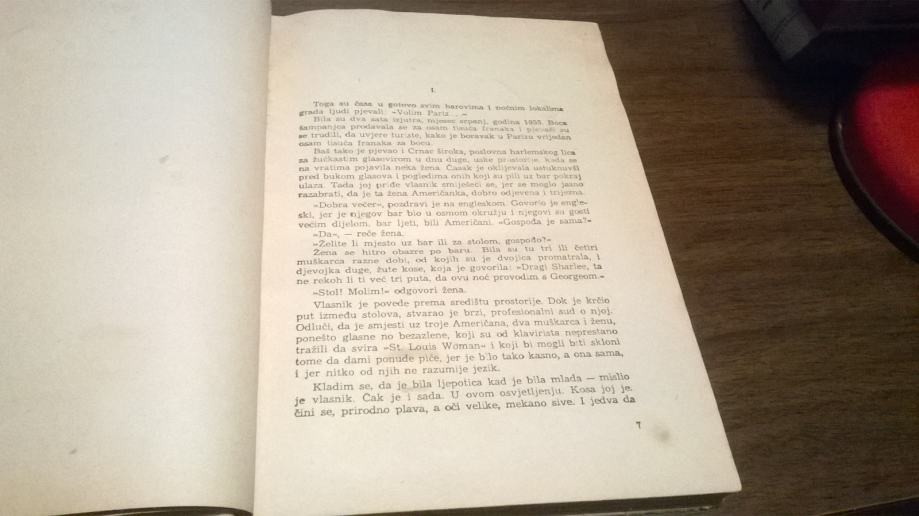 I.
Toga su časa u gotovo svim barovima i noćnim lokalima
grada ljudi pjevali: »Volim Pariz...«
Bila su dva sata izjutra, mjesec srpanj, godina 1955. Boca
šampanjca prodavala se za osam tisuća franaka i pjevači su
se trudili, da uvjere turiste, kako je boravak u Parizu vrijedan
osam tisuća franaka za bocu.
Baš tako je pjevao i Crnac široka, poslovna harlemskog lica
za žućkastim glasovirom u dnu duge, uske prostorije, kada se
na vratima pojavila neka žena. Časak je oklijevala ustuknuvši
pred bukom glasova i pogledima onih koji su pili uz bar pokraj
ulaza. Tada joj priđe vlasnik smiješeći se, jer se moglo jasno
razabrati, da je ta žena Amerikanka, dobro odjevena i trijezna.
»Dobra večer«, pozdravi je na engleskom. Govorio je engle-
ski, jer je njegov bar bio u osmom okružju i njegovi su gosti
većim dijelom, bar ljeti, bili Američani. »Gospođa je sama?«
»Da«, — reče žena.
»Želite li mjesto uz bar ili za stolom, gospođo?«
Žena se hitro obazre po baru. Bila su tu tri ili četiri
muškarca razne dobi, od kojih su je dvojica promatrala, i
djevojka duge, žute kose, koja je govorila: »Dragi Sharlee, ta
ne rekoh li ti već tri puta, da ovu noć provodim s Georgeom.«
»Stol! Molim!« odgovori žena.
Vlasnik je povede prema središtu prostorije. Dok je krčio
put između stolova, stvarao je brzi, profesionalni sud o njoj.
Odluči, da je smjesti uz troje Američana, dva muškarca i ženu,
ponešto glasne no bezazlene, koji su od klavirista neprestano
tražili da svira »St. Louis Woman« i koji bi mogli biti skloni
tome da dami ponude piće, jer je bilo tako kasno, a ona sama,
i jer nitko od njih ne razumije jezik.
Kladim se, da je bila ljepotica kad je bila mlada — mislio
je vlasnik. Čak je i sada. U ovom osvjetljenju. Kosa joj je,
čini se, prirodno plava, a oči velike, mekano sive. I jedva da
7